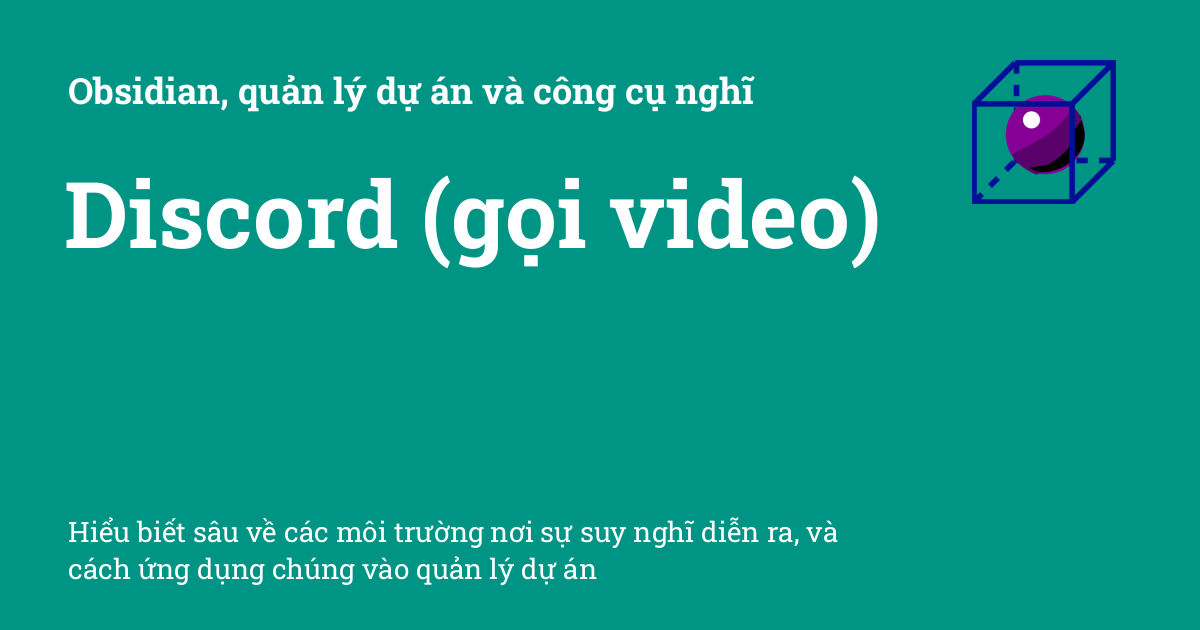 Obsidian, quản lý dự án và công cụ nghĩ
Discord (gọi video)
Hiểu biết sâu về các môi trường nơi sự suy nghĩ diễn ra, và
cách ứng dụng chúng vào quản lý dự án